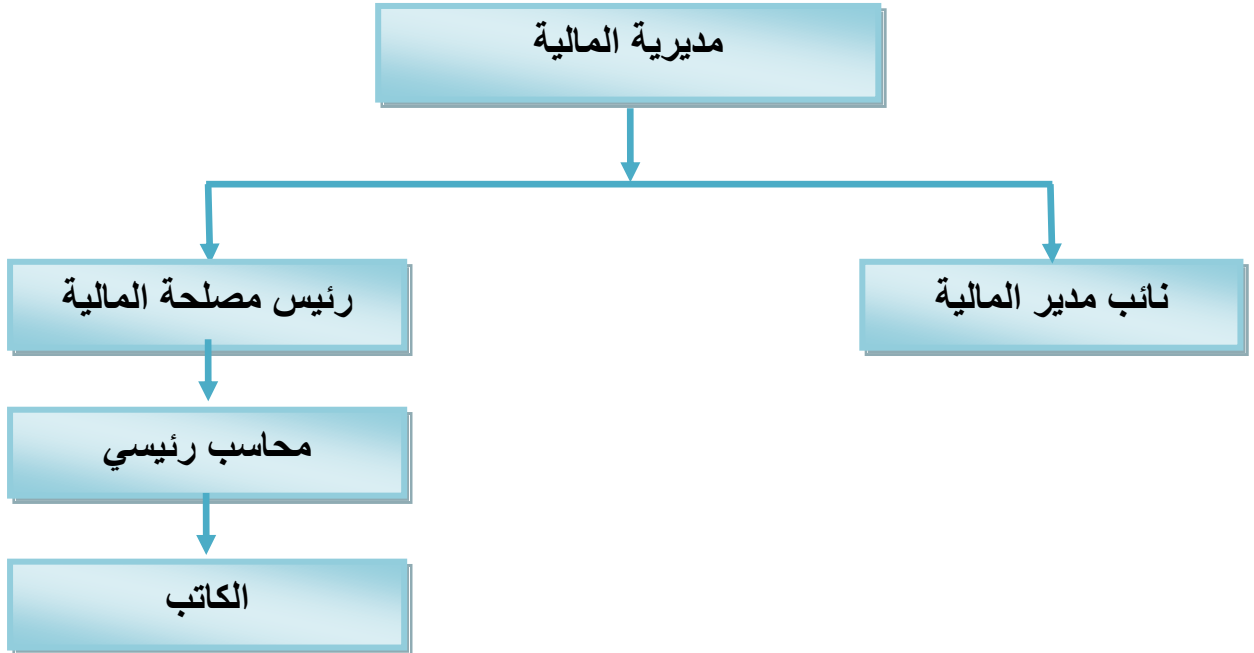 مديرية المالية
نائب مدير المالية
رئيس مصلحة المالية
محاسب رئيسي
الكاتب